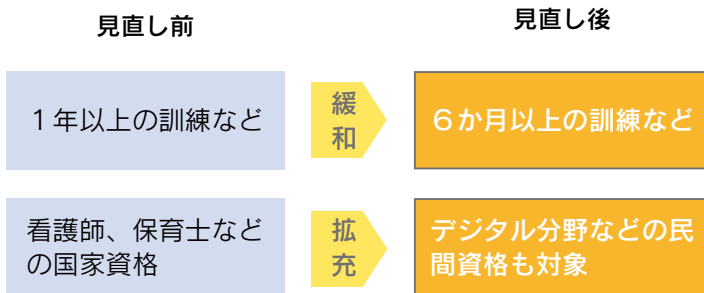 見直し前
見直し後
１年以上の訓練など
緩和
６か月以上の訓練など
看護師、保育士など
の国家資格
拡充
デジタル分野などの民
間資格も対象